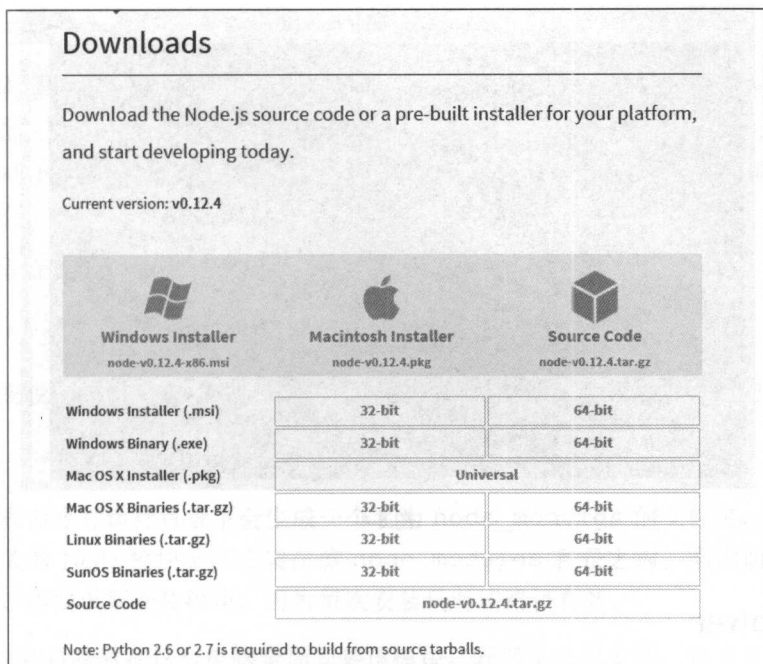 Downloads
Download the Node.js source code or a pre-built installer for your platform,
and start developing today.
Current version: v0.12.4
Windows Installer
Macintosh Installer
Source Code
node-v0.12.4-x86.msi
node-v0.12.4.pkg
node-v0.12.4.tar.gz
Windows Installer (.msi) 32-bit 64-bit
Windows Binary (.exe) 32-bit 64-bit
Mac OS X Installer (.pkg) Universal
Mac OS X Binaries (.tar.gz) 32-bit 64-bit
Linux Binaries (.tar.gz) 32-bit 64-bit
SunOS Binaries (.tar.gz) 32-bit 64-bit
Source Code node-v0.12.4.tar.gz
Note: Python 2.6 or 2.7 is required to build from source tarballs.